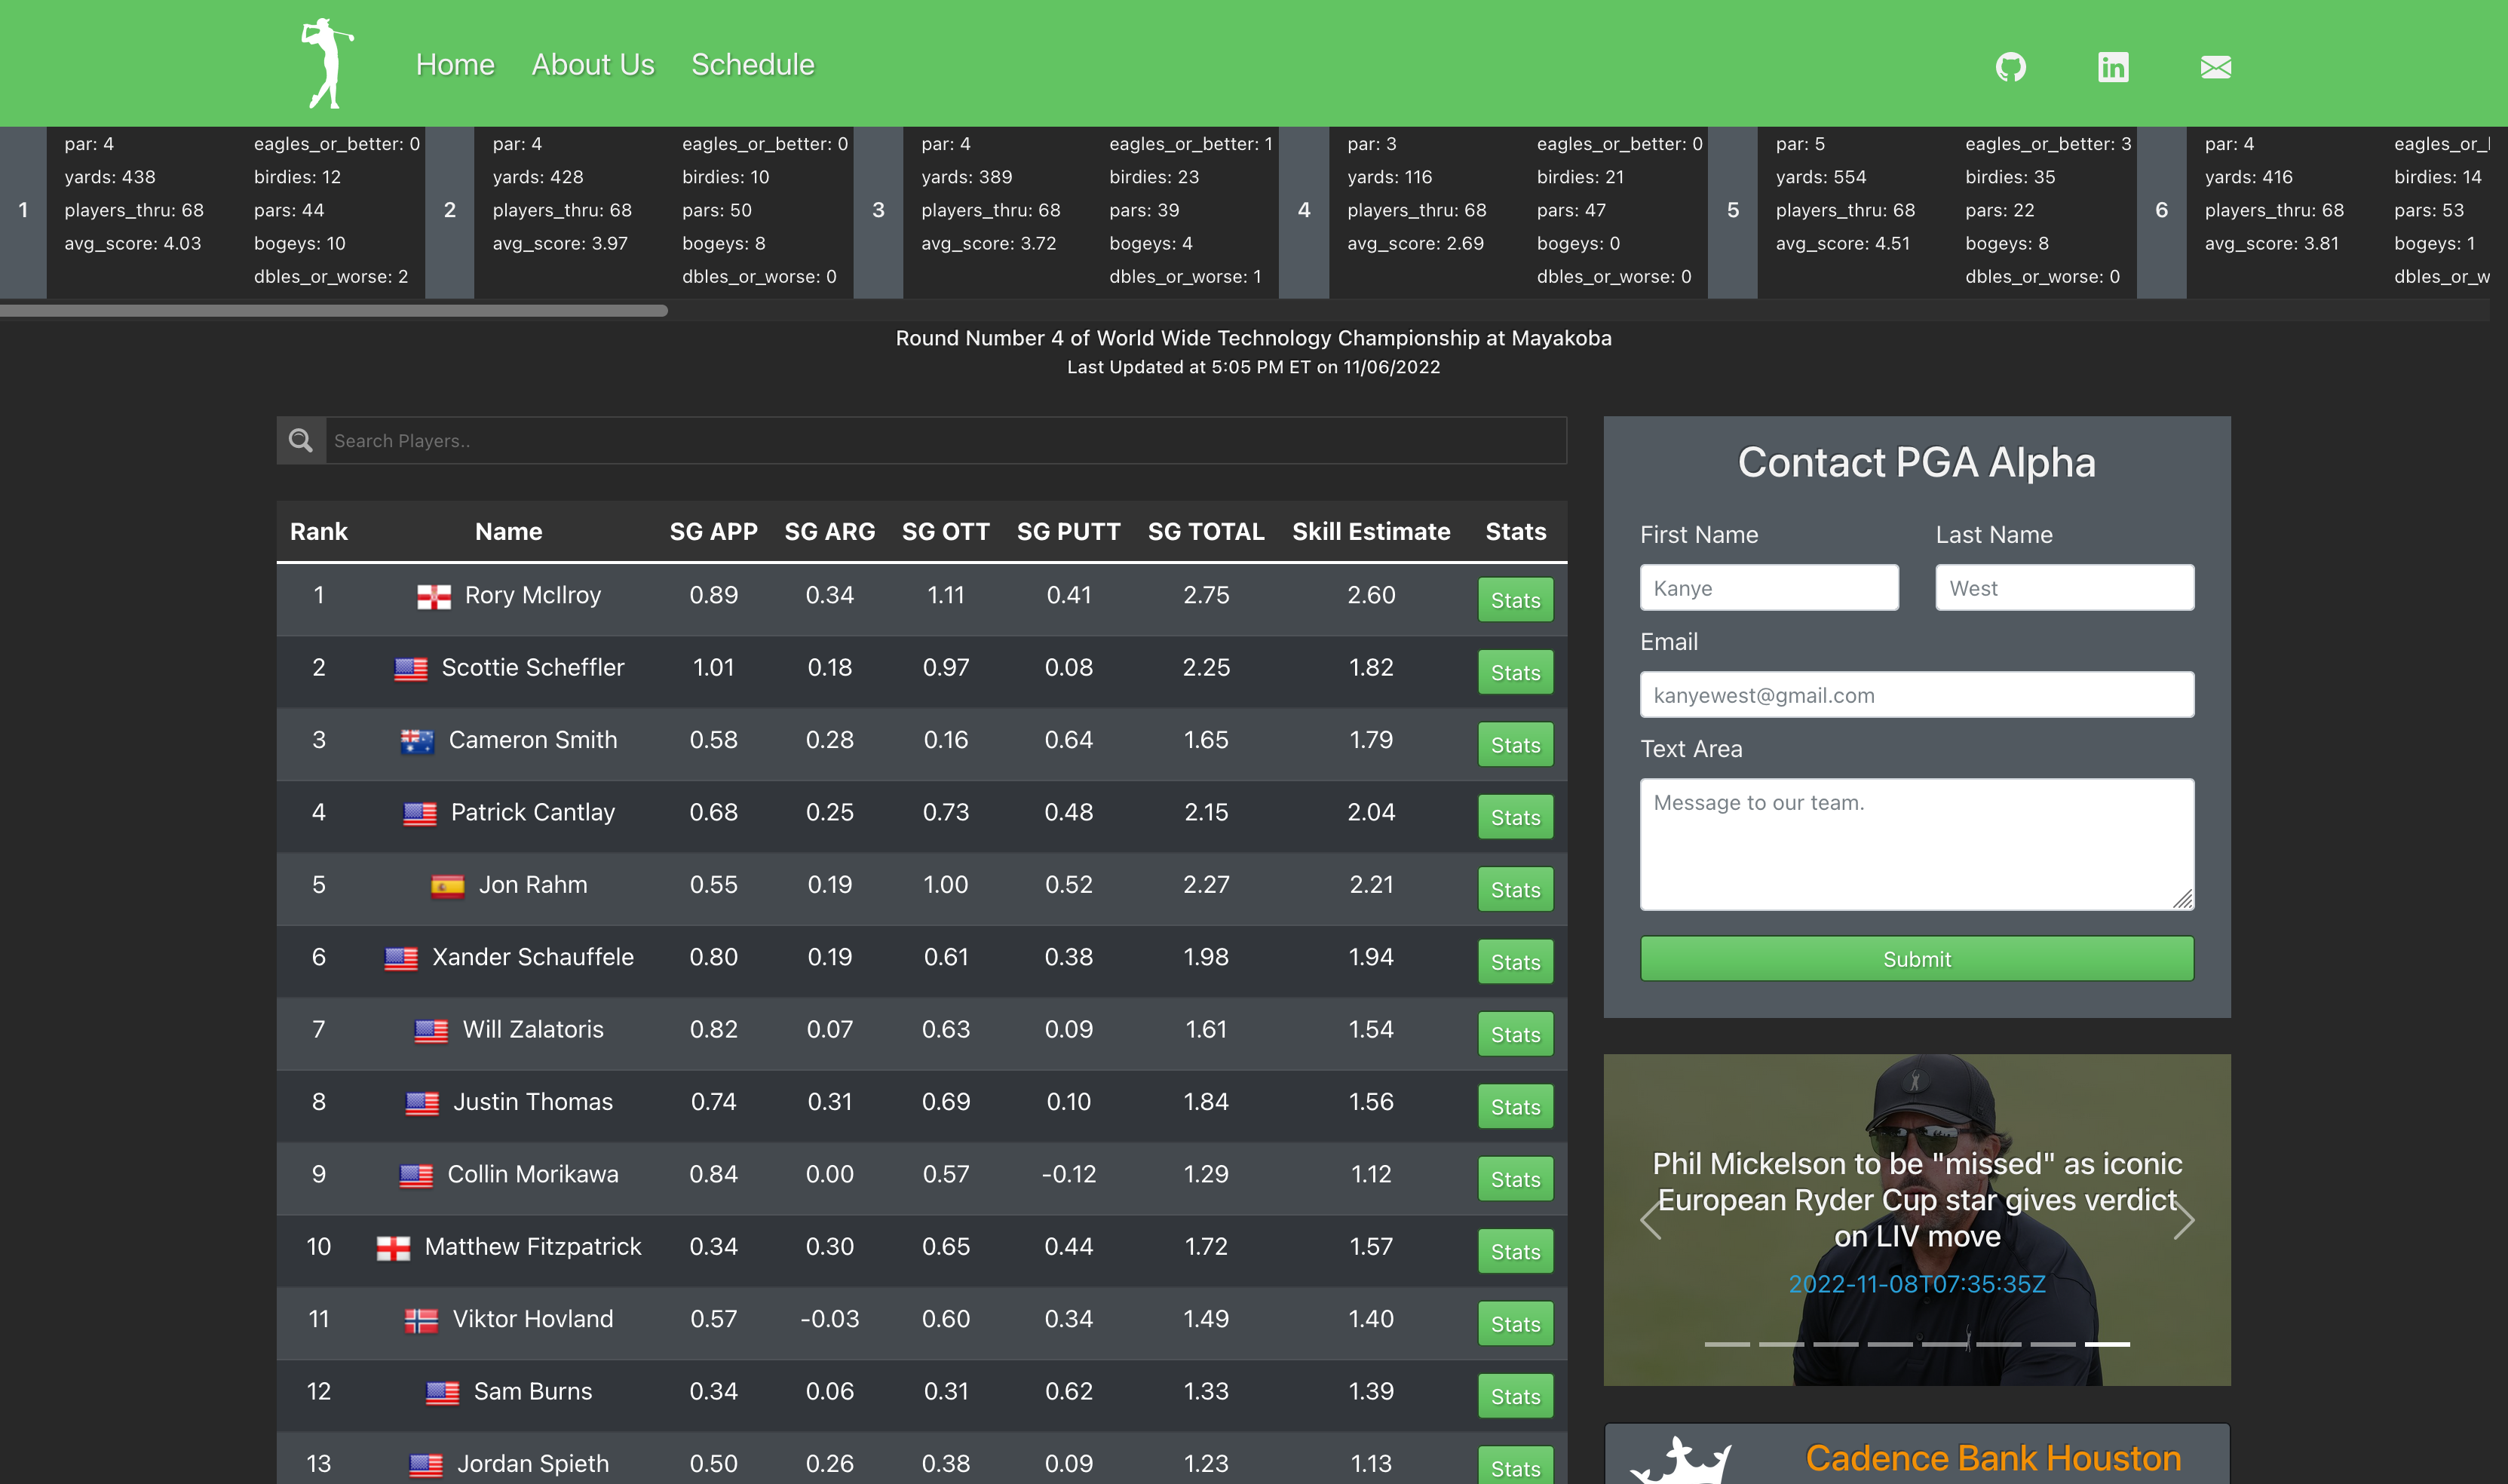 Home About Us Schedule
par: 4 eagles_or_better: 0 par: 4 eagles_or_better: 0 par: 4 eagles_or_better: 1 par: 3 eagles_or_better: 0 par: 5 eagles_or_better: 3 par: 4 eagles_or_
yards: 438 birdies: 12 yards: 428 birdies: 10 yards: 389 birdies: 23 yards: 116 birdies: 21 yards: 554 birdies: 35 yards: 416 birdies: 14
1 players_thru: 68 pars: 44 2 players_thru: 68 pars: 50 3 players_thru: 68 pars: 39 4 players_thru: 68 pars: 47 5 players_thru: 68 pars: 22 6 players_thru: 68 pars: 53
avg_score: 4.03 bogeys: 10 avg_score: 3.97 bogeys: 8 avg_score: 3.72 bogeys: 4 avg_score: 2.69 bogeys: 0 avg_score: 4.51 bogeys: 8 avg_score: 3.81 bogeys: 1
dbles_or_worse: 2 dbles_or_worse: 0 dbles_or_worse: 1 dbles_or_worse: 0 dbles_or_worse: 0 dbles_or_w
Round Number 4 of World Wide Technology Championship at Mayakoba
Last Updated at 5:05 PM ET on 11/06/2022
Search Players..
Rank Name SG APP SG ARG SG OTT SG PUTT SG TOTAL Skill Estimate Stats
1 Rory McIlroy 0.89 0.34 1.11 0.41 2.75 2.60 Stats
2 Scottie Scheffler 1.01 0.18 0.97 0.08 2.25 1.82 Stats
3 Cameron Smith 0.58 0.28 0.16 0.64 1.65 1.79 Stats
4 Patrick Cantlay 0.68 0.25 0.73 0.48 2.15 2.04 Stats
5 Jon Rahm 0.55 0.19 1.00 0.52 2.27 2.21 Stats
6 Xander Schauffele 0.80 0.19 0.61 0.38 1.98 1.94 Stats
7 Will Zalatoris 0.82 0.07 0.63 0.09 1.61 1.54 Stats
8 Justin Thomas 0.74 0.31 0.69 0.10 1.84 1.56 Stats
9 Collin Morikawa 0.84 0.00 0.57 -0.12 1.29 1.12 Stats
10 Matthew Fitzpatrick 0.34 0.30 0.65 0.44 1.72 1.57 Stats
11 Viktor Hovland 0.57 -0.03 0.60 0.34 1.49 1.40 Stats
12 Sam Burns 0.34 0.06 0.31 0.62 1.33 1.39 Stats
13 Jordan Spieth 0.50 0.26 0.38 0.09 1.23 1.13 Stats
Contact PGA Alpha
First Name Last Name
Kanye West
Email
kanyewest@gmail.com
Text Area
Message to our team.
Submit
Phil Mickelson to be "missed" as iconic
European Ryder Cup star gives verdict
on LIV move
2022-11-08T07:35:35Z
Cadence Bank Houston